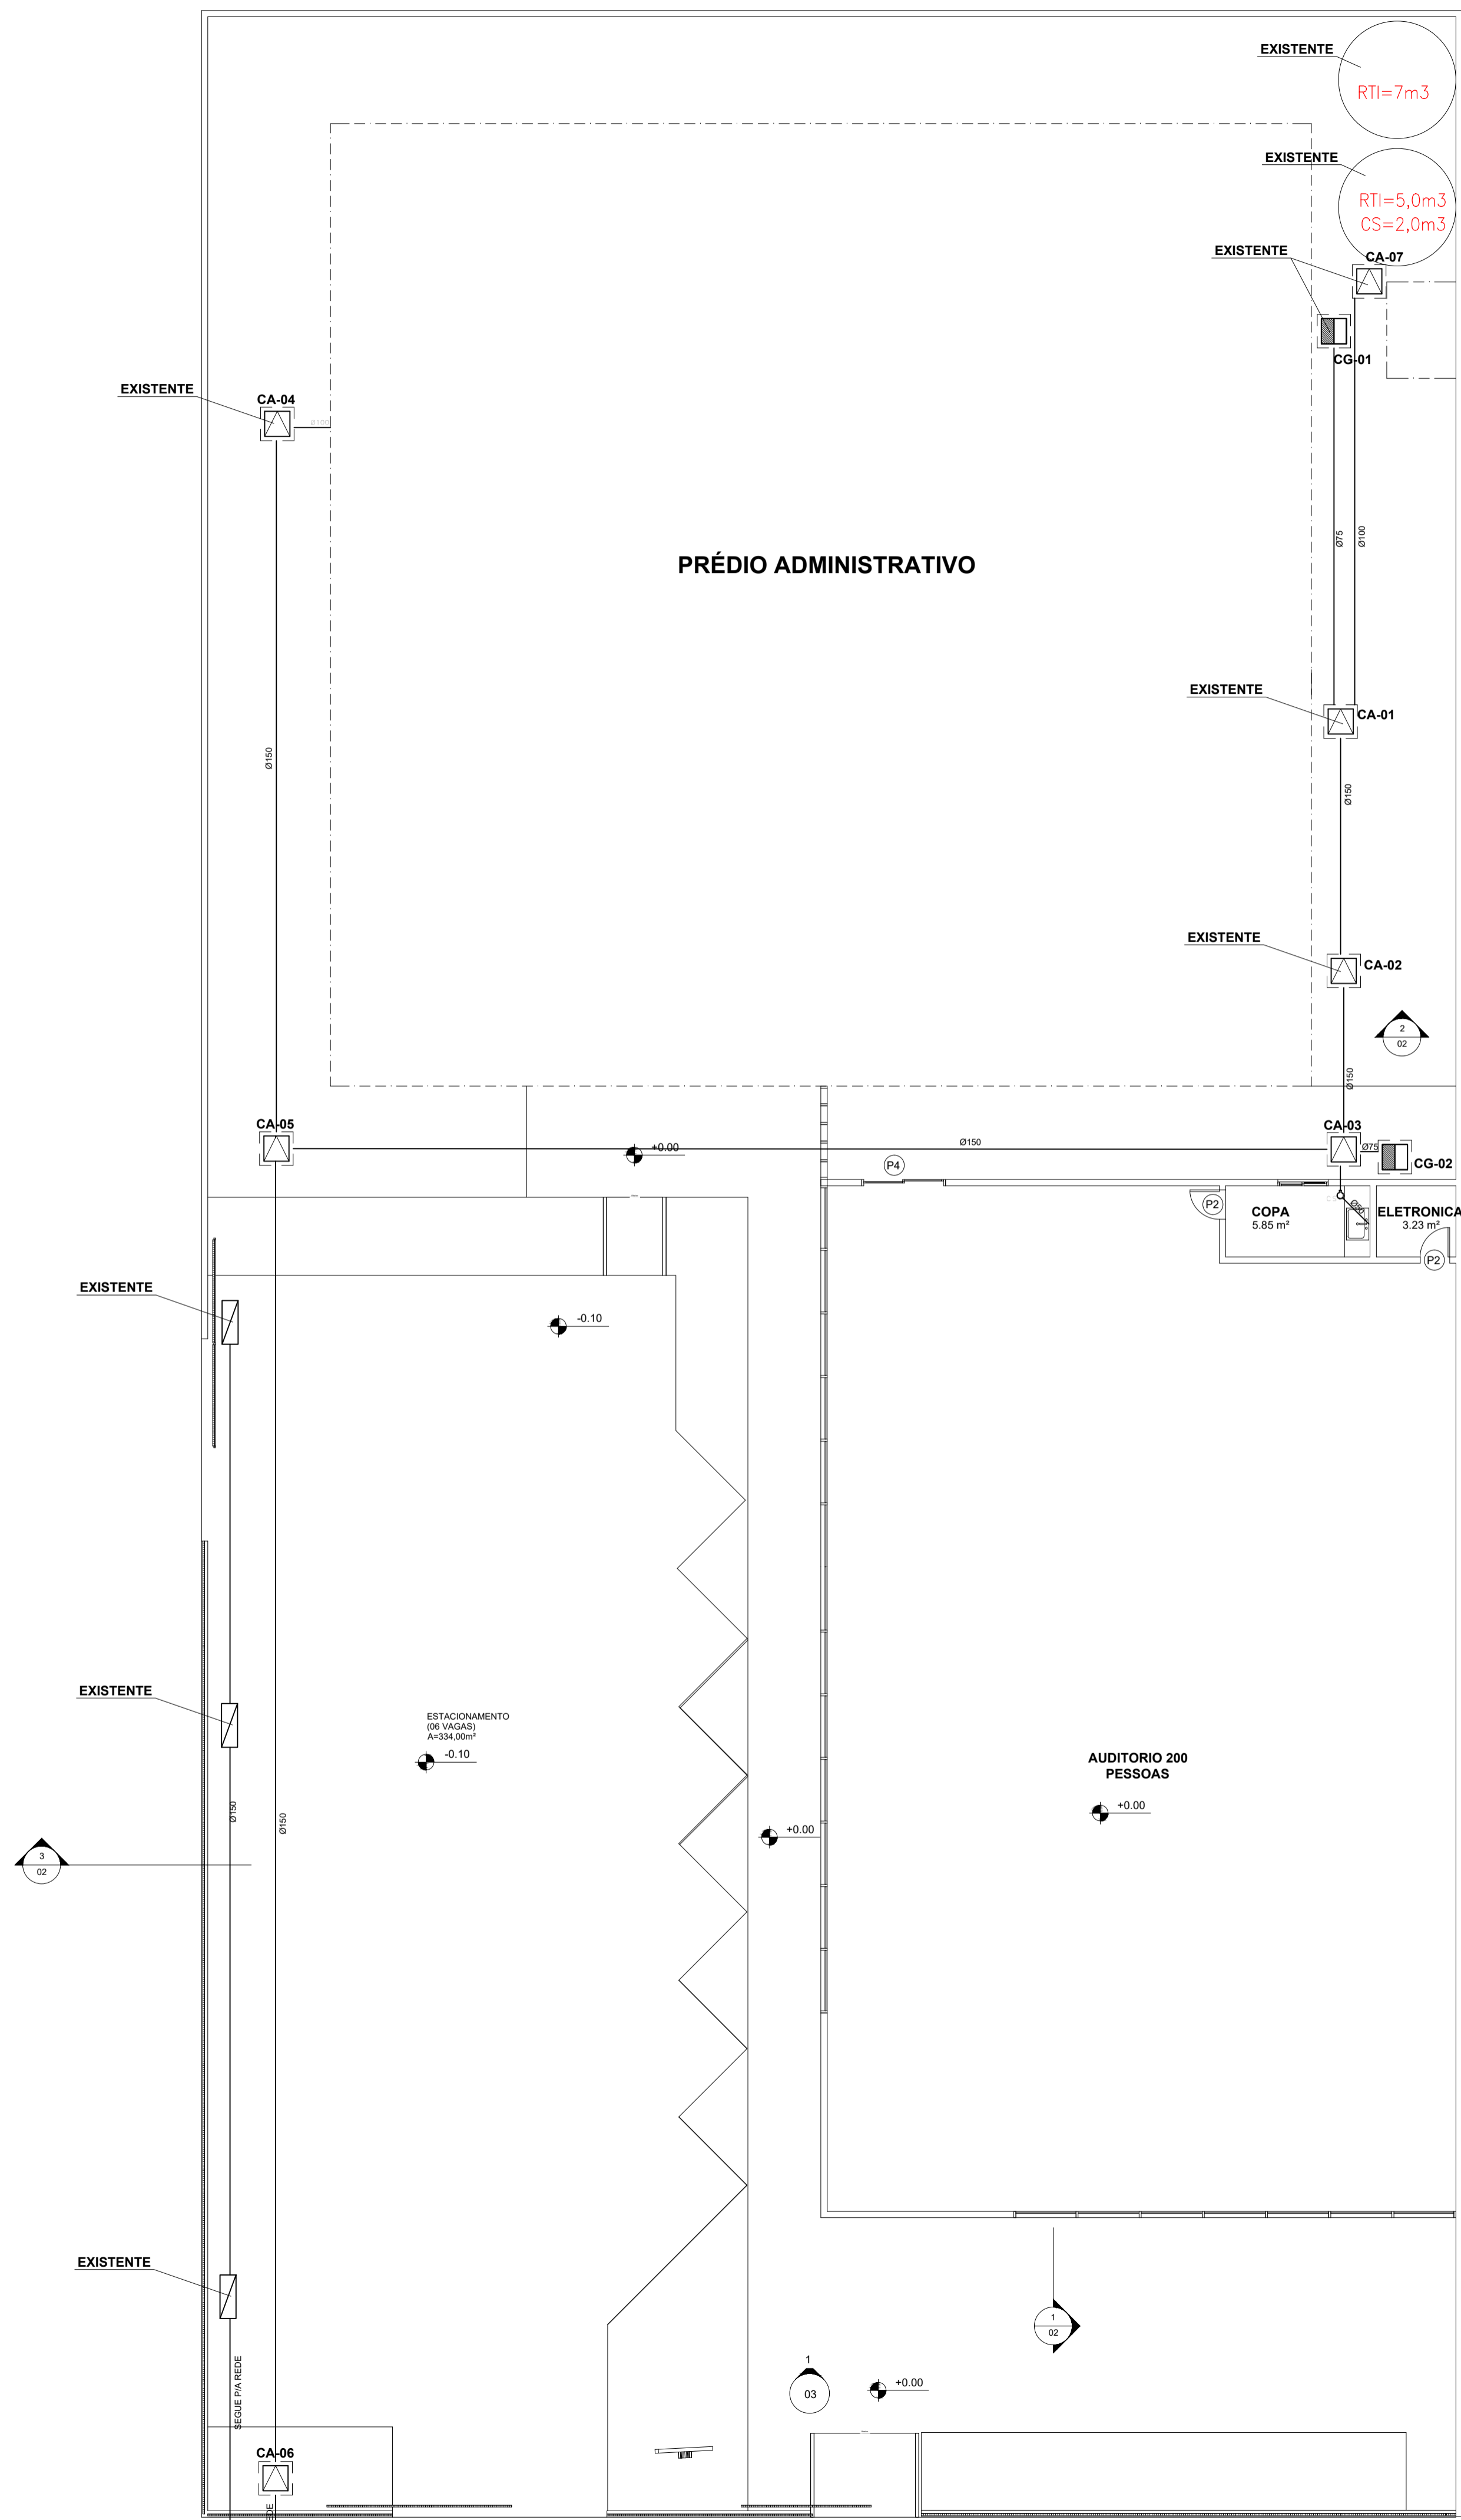 EXISTENTE
RTI=7m3
EXISTENTE
RTI=5,0m3
CS=2,0m3
EXISTENTE
CA-07
CG-01
EXISTENTE
CA-04
Ø100
Ø75
Ø100
PRÉDIO ADMINISTRATIVO
EXISTENTE
CA-01
Ø150
Ø150
EXISTENTE
CA-02
2
02
Ø150
CA-05
+0.00
Ø150
CA-03
Ø75
CG-02
P4
P2
COPA
5.85 m²
ELETRONICA
3.23 m²
P2
EXISTENTE
-0.10
EXISTENTE
ESTACIONAMENTO
(06 VAGAS)
A=334,00m²
-0.10
AUDITORIO 200
PESSOAS
+0.00
+0.00
Ø150
Ø150
3
02
EXISTENTE
1
02
SEGUE P/A REDE
1
03
+0.00
CA-06